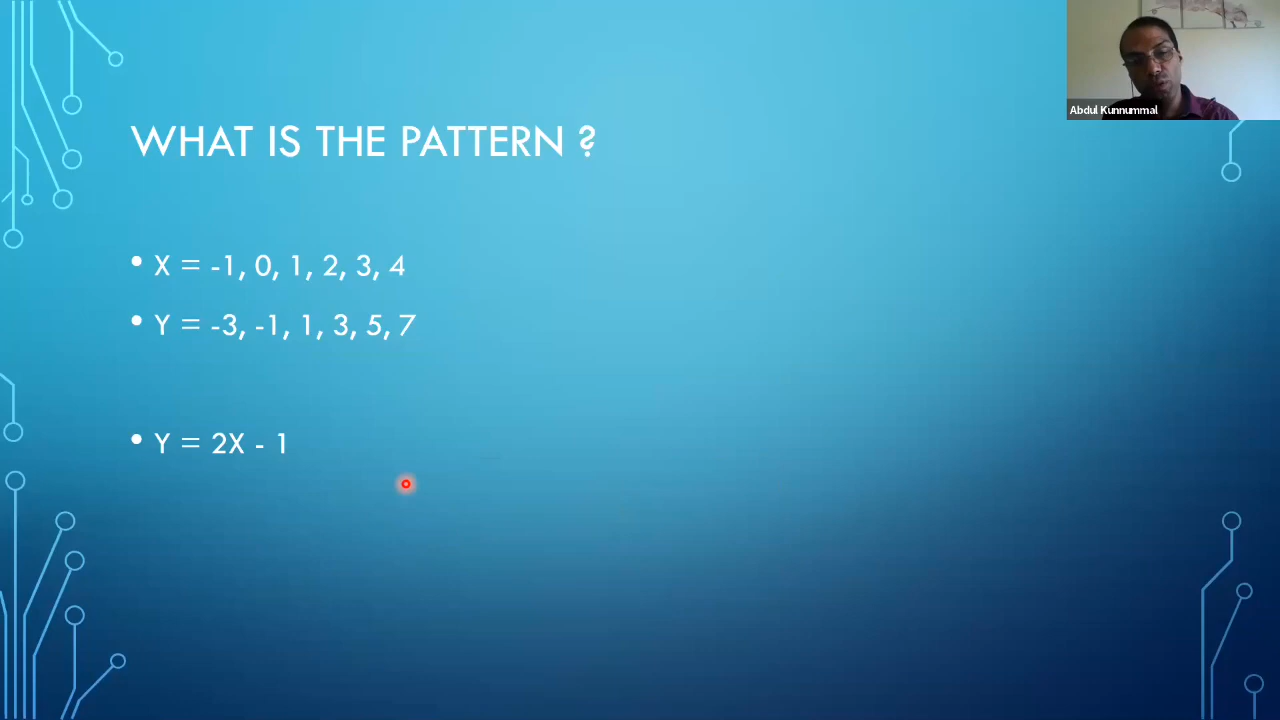 Abdul Kunnummal
WHAT IS THE PATTERN ?
• X = -1, 0, 1, 2, 3, 4
• Y = -3, -1, 1, 3, 5, 7
• Y = 2X - 1